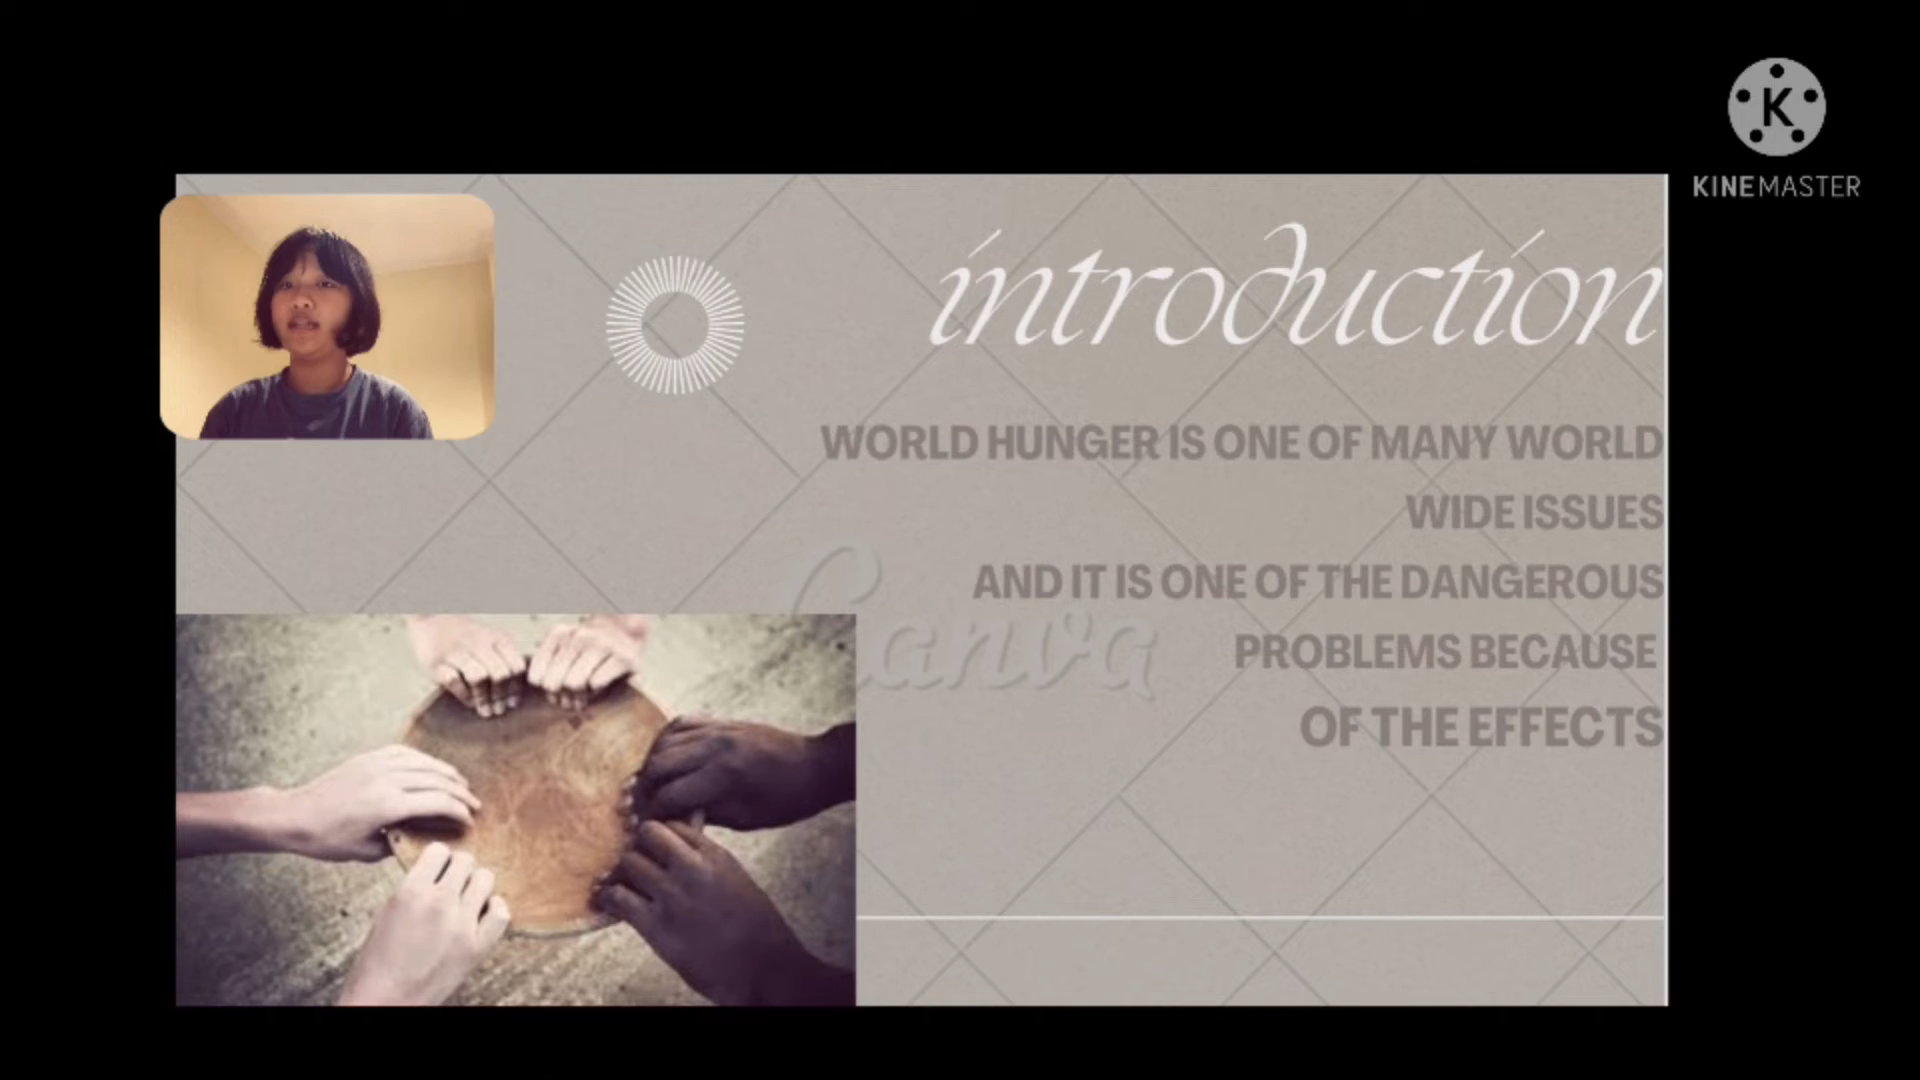 K
KINEMASTER
introduction
WORLD HUNGER IS ONE OF MANY WORLD
WIDE ISSUES
AND IT IS ONE OF THE DANGEROUS
PROBLEMS BECAUSE
OF THE EFFECTS
Canva